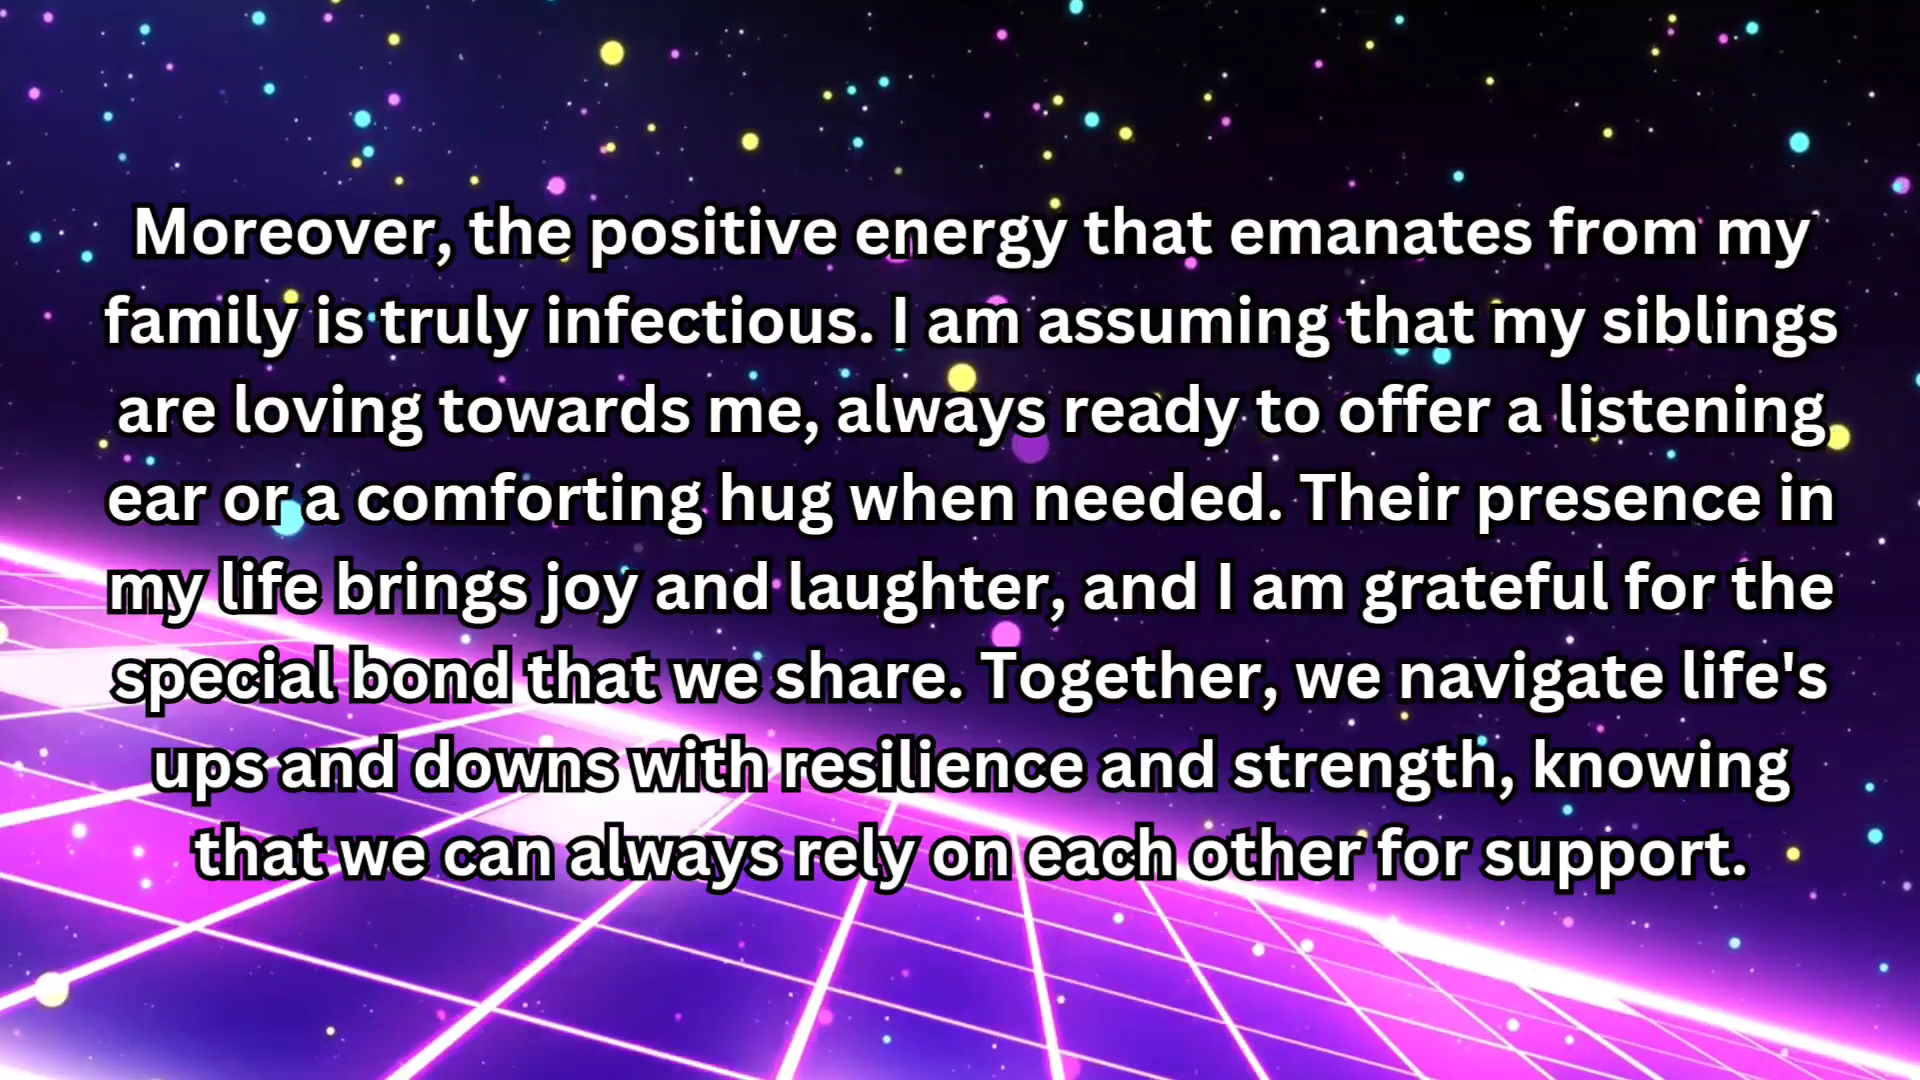 Moreover, the positive energy that emanates from my
family is truly infectious. I am assuming that my siblings
are loving towards me, always ready to offer a listening
ear or a comforting hug when needed. Their presence in
my life brings joy and laughter, and I am grateful for the
special bond that we share. Together, we navigate life's
ups and downs with resilience and strength, knowing
that we can always rely on each other for support.